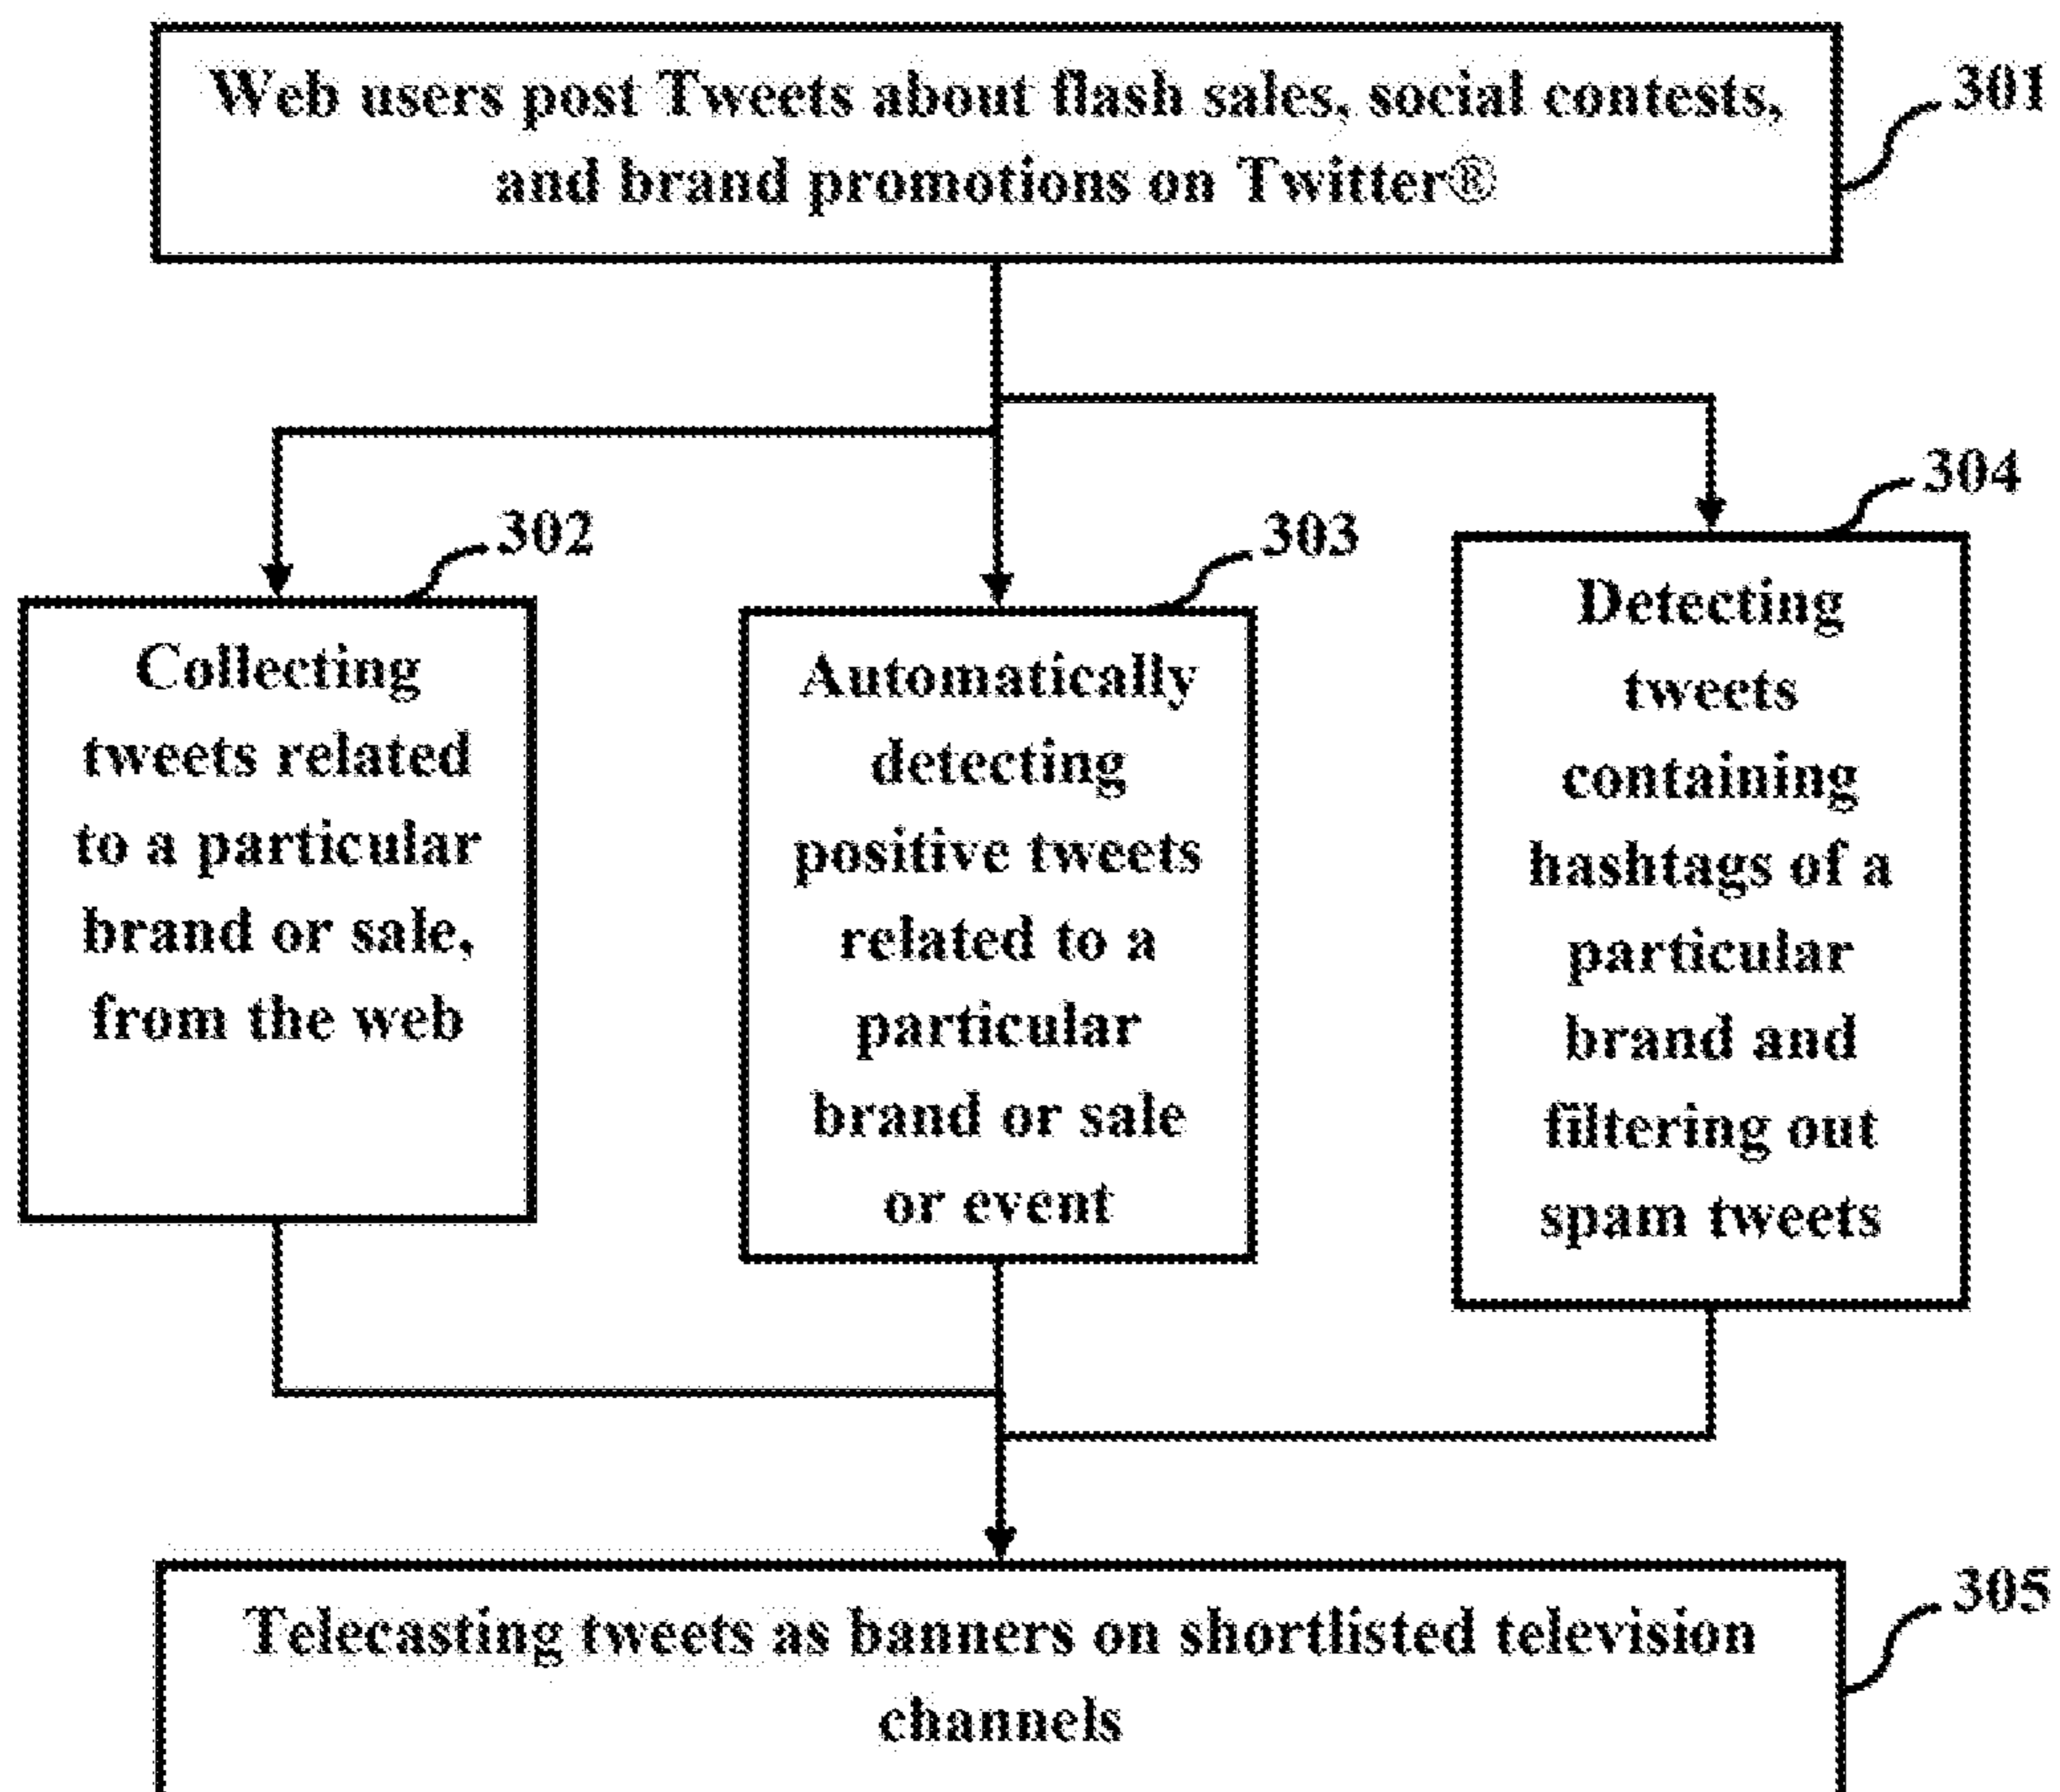 Web users post Tweets about flash sales, social contests,
and brand promotions on Twitter®
301
302
Collecting
tweets related
to a particular
brand or sale,
from the web
303
Automatically
detecting
positive tweets
related to a
particular
brand or sale
or event
304
Detecting
tweets
containing
hashtags of a
particular
brand and
filtering out
spam tweets
305
Telecasting tweets as banners on shortlisted television
channels